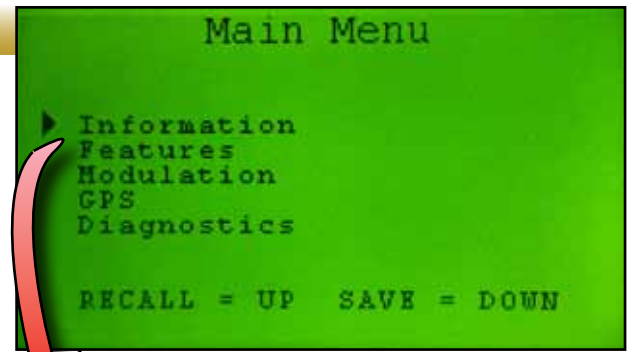 Main Menu
Information
Features
Modulation
GPS
Diagnostics
RECALL = UP SAVE = DOWN